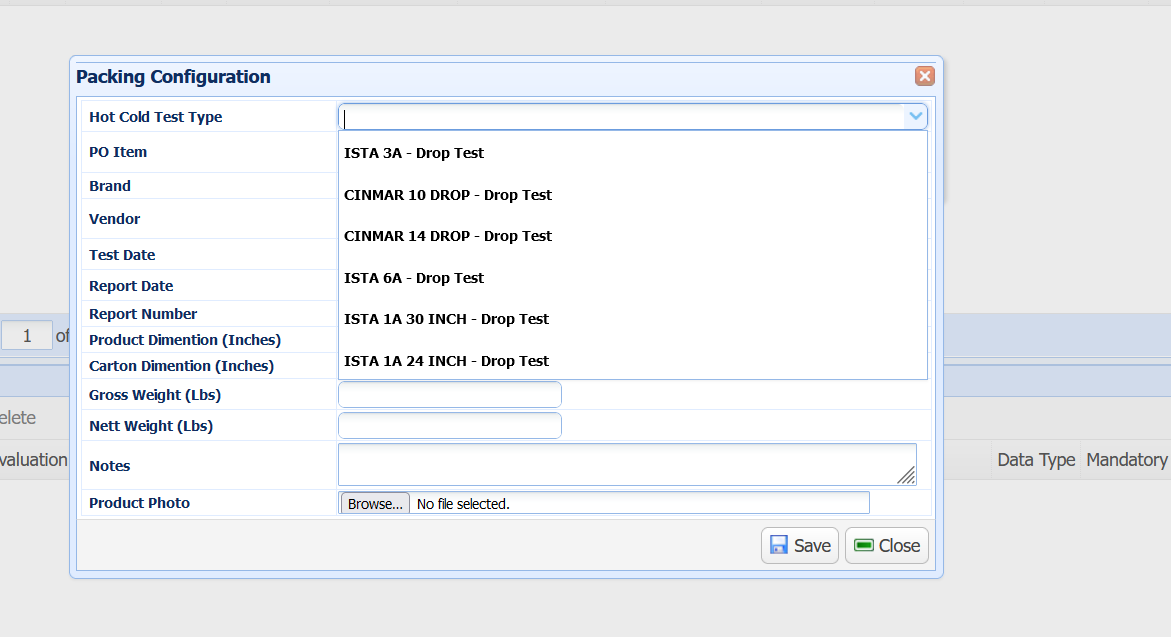 Packing Configuration
Hot Cold Test Type
PO Item
ISTA 3A - Drop Test
Brand
CINMAR 10 DROP - Drop Test
Vendor
CINMAR 14 DROP - Drop Test
Test Date
ISTA 6A - Drop Test
Report Date
Report Number
ISTA 1A 30 INCH - Drop Test
1 of
Product Dimention (Inches)
Carton Dimention (Inches)
ISTA 1A 24 INCH - Drop Test
Gross Weight (Lbs)
elete
Nett Weight (Lbs)
valuation
Notes
Data Type Mandatory
Product Photo
Browse... No file selected.
Save Close